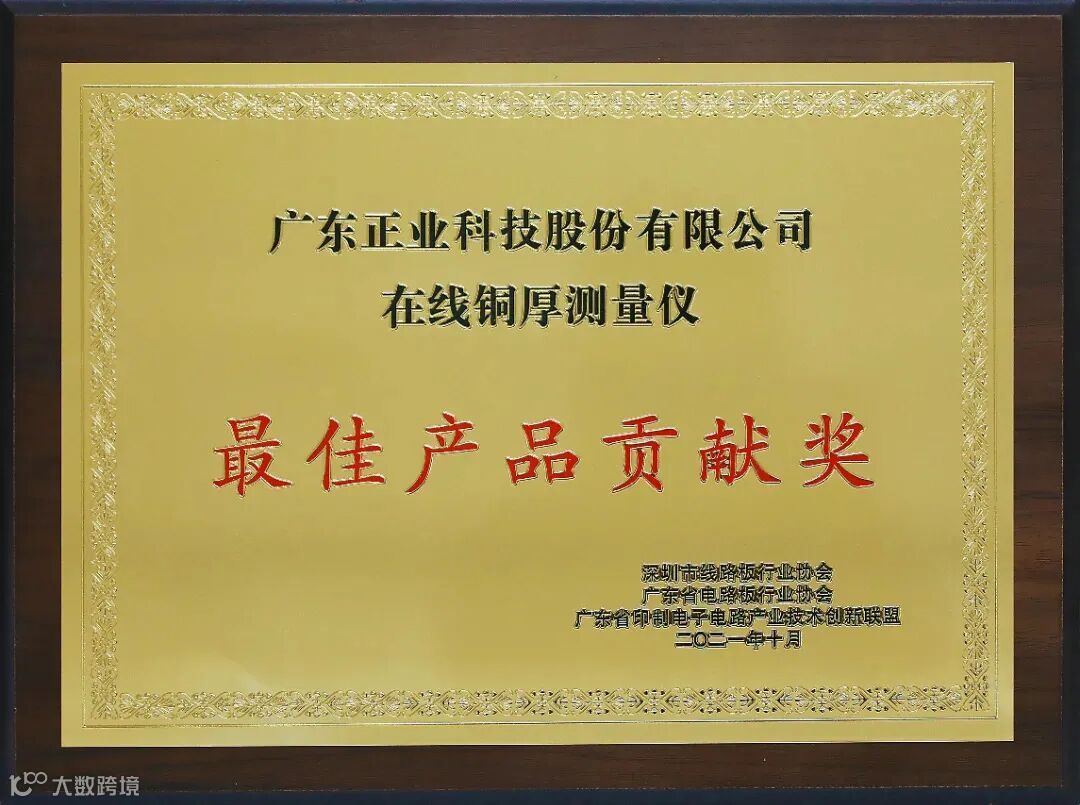 广东正业科技股份有限公司
在线铜厚测量仪
最佳产品贡献奖
深圳市线路板行业协会
广东省电路板行业协会
广东省印制电子电路产业技术创新联盟
二〇二一年十月
大数跨境